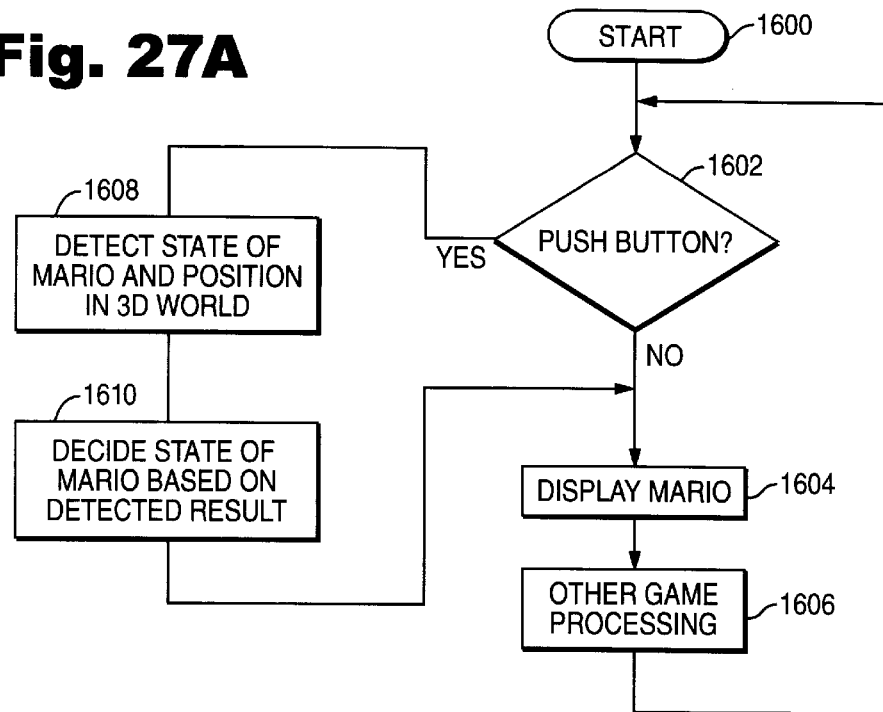 Fig. 27A
START
1600
1602
PUSH BUTTON?
YES
NO
1608
DETECT STATE OF
MARIO AND POSITION
IN 3D WORLD
1610
DECIDE STATE OF
MARIO BASED ON
DETECTED RESULT
DISPLAY MARIO
1604
OTHER GAME
PROCESSING
1606